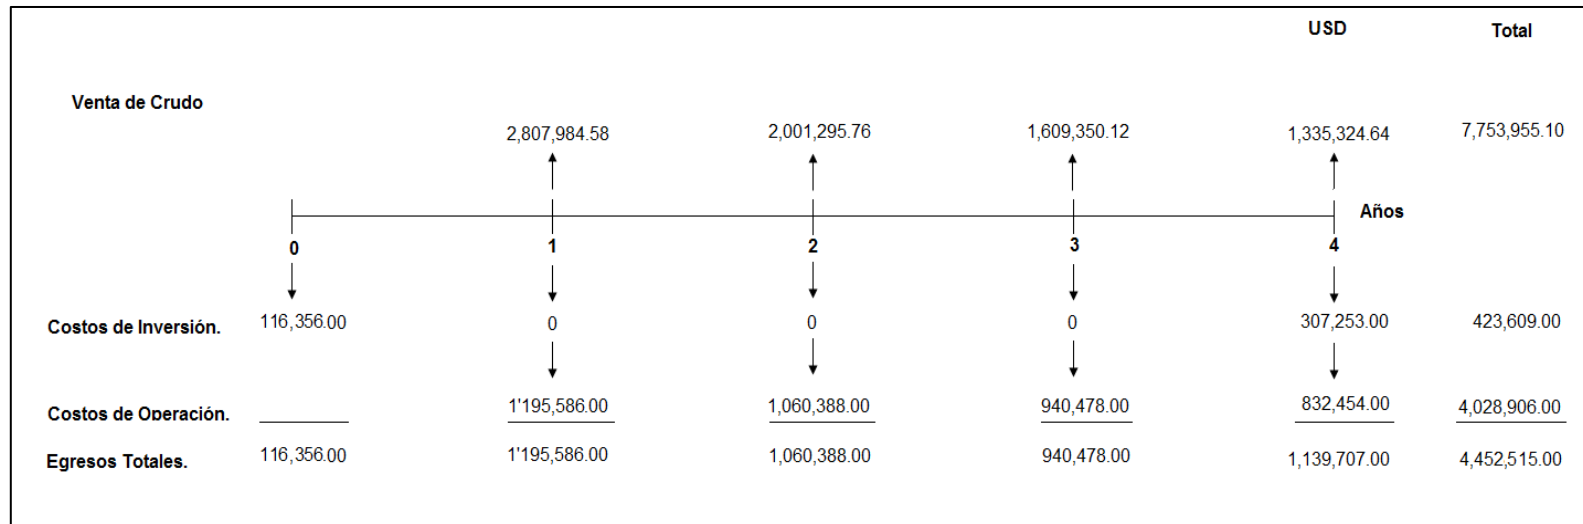 USD Total
Venta de Crudo
2,807,984.58 2,001,295.76 1,609,350.12 1,335,324.64 7,753,955.10
Años
0 1 2 3 4
Costos de Inversión. 116,356.00 0 0 0 307,253.00 423,609.00
Costos de Operación. 1'195,586.00 1,060,388.00 940,478.00 832,454.00 4,028,906.00
Egresos Totales. 116,356.00 1'195,586.00 1,060,388.00 940,478.00 1,139,707.00 4,452,515.00